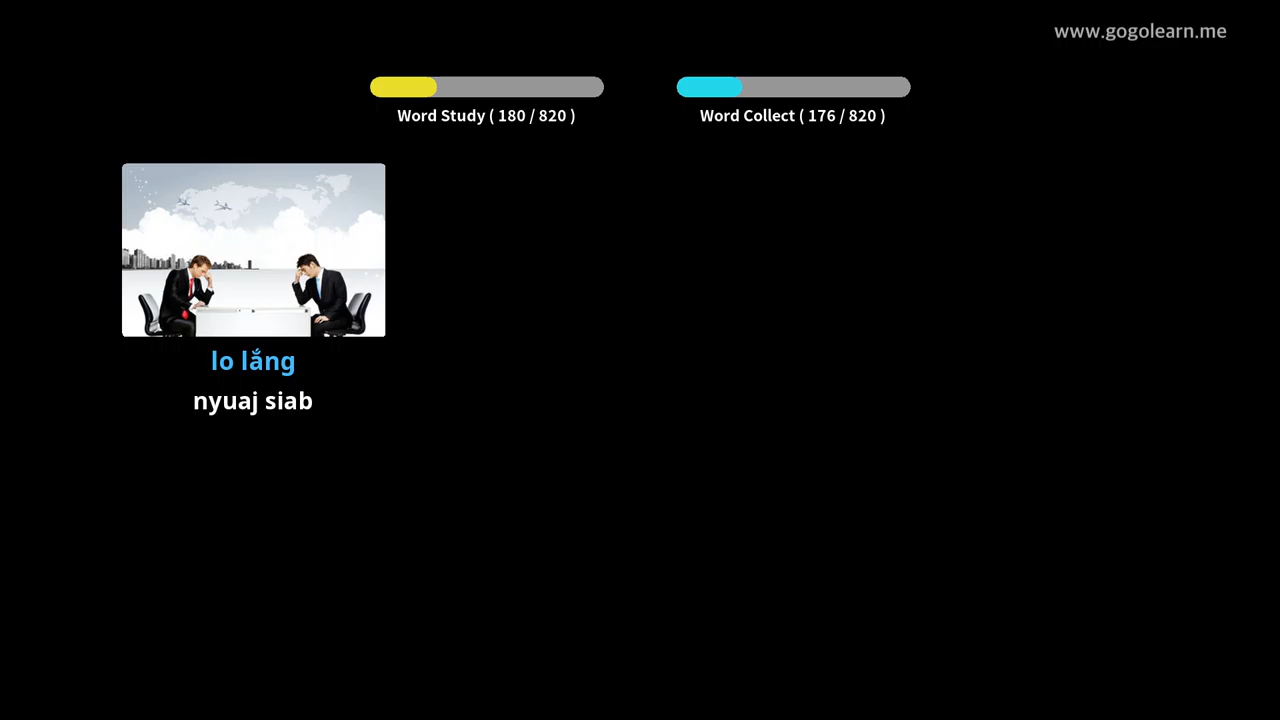 www.gogolearn.me
Word Study ( 180 / 820 )
Word Collect ( 176 / 820 )
lo lắng
nyuaj siab